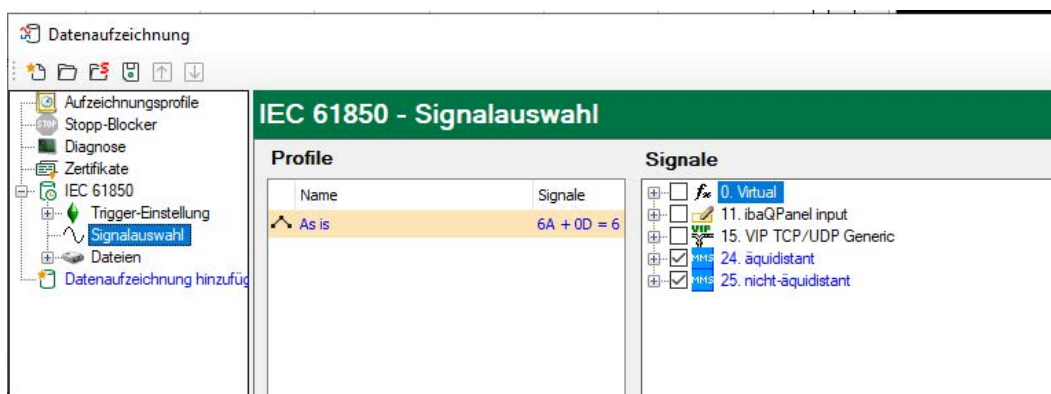 Datenaufzeichnung
Aufzeichnungsprofile
Stopp-Blocker
Diagnose
Zertifikate
IEC 61850
Trigger-Einstellung
Signalauswahl
Dateien
Datenaufzeichnung hinzufüg
IEC 61850 - Signalauswahl
Profile
Name Signale
As is 6A + 0D = 6
Signale
0. Virtual
11. ibaQPanel input
15. VIP TCP/UDP Generic
24. äquidistant
25. nicht-äquidistant